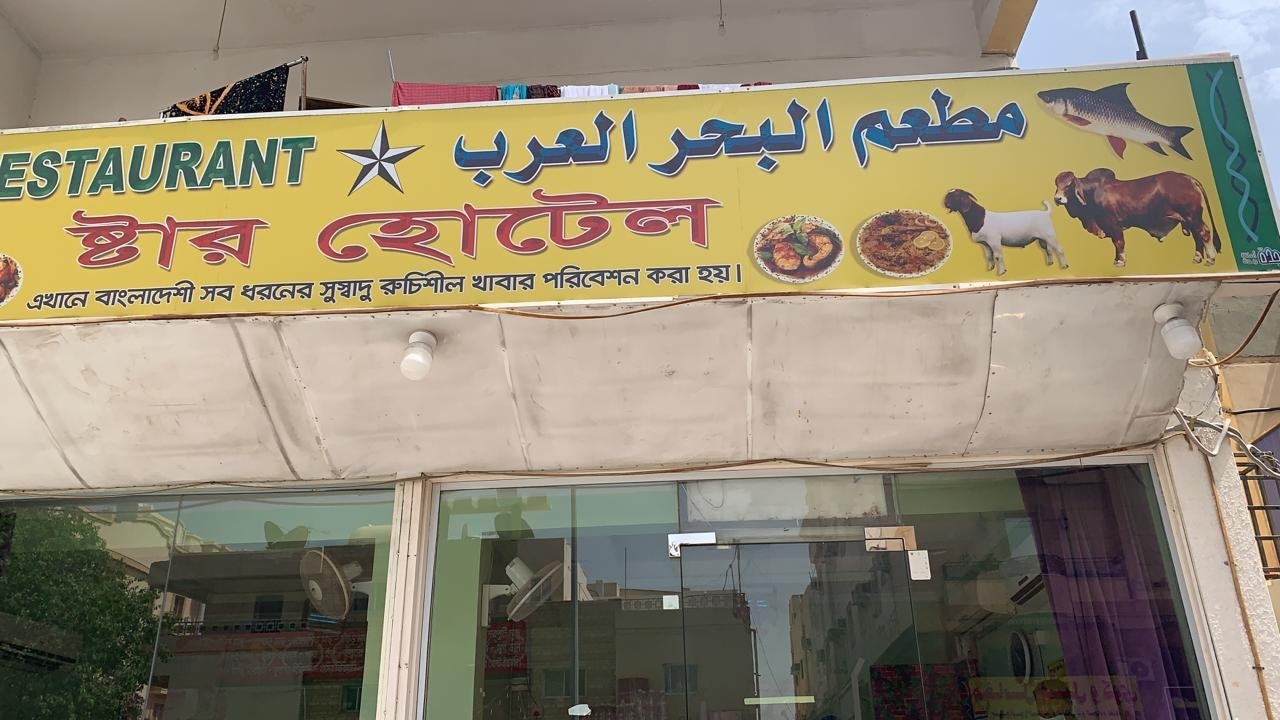 ESTAURANT
مطعم البحر العرب
ষ্টার হোটেল
এখানে বাংলাদেশী সব ধরনের সুস্বাদু রুচিশীল খাবার পরিবেশন করা হয়।